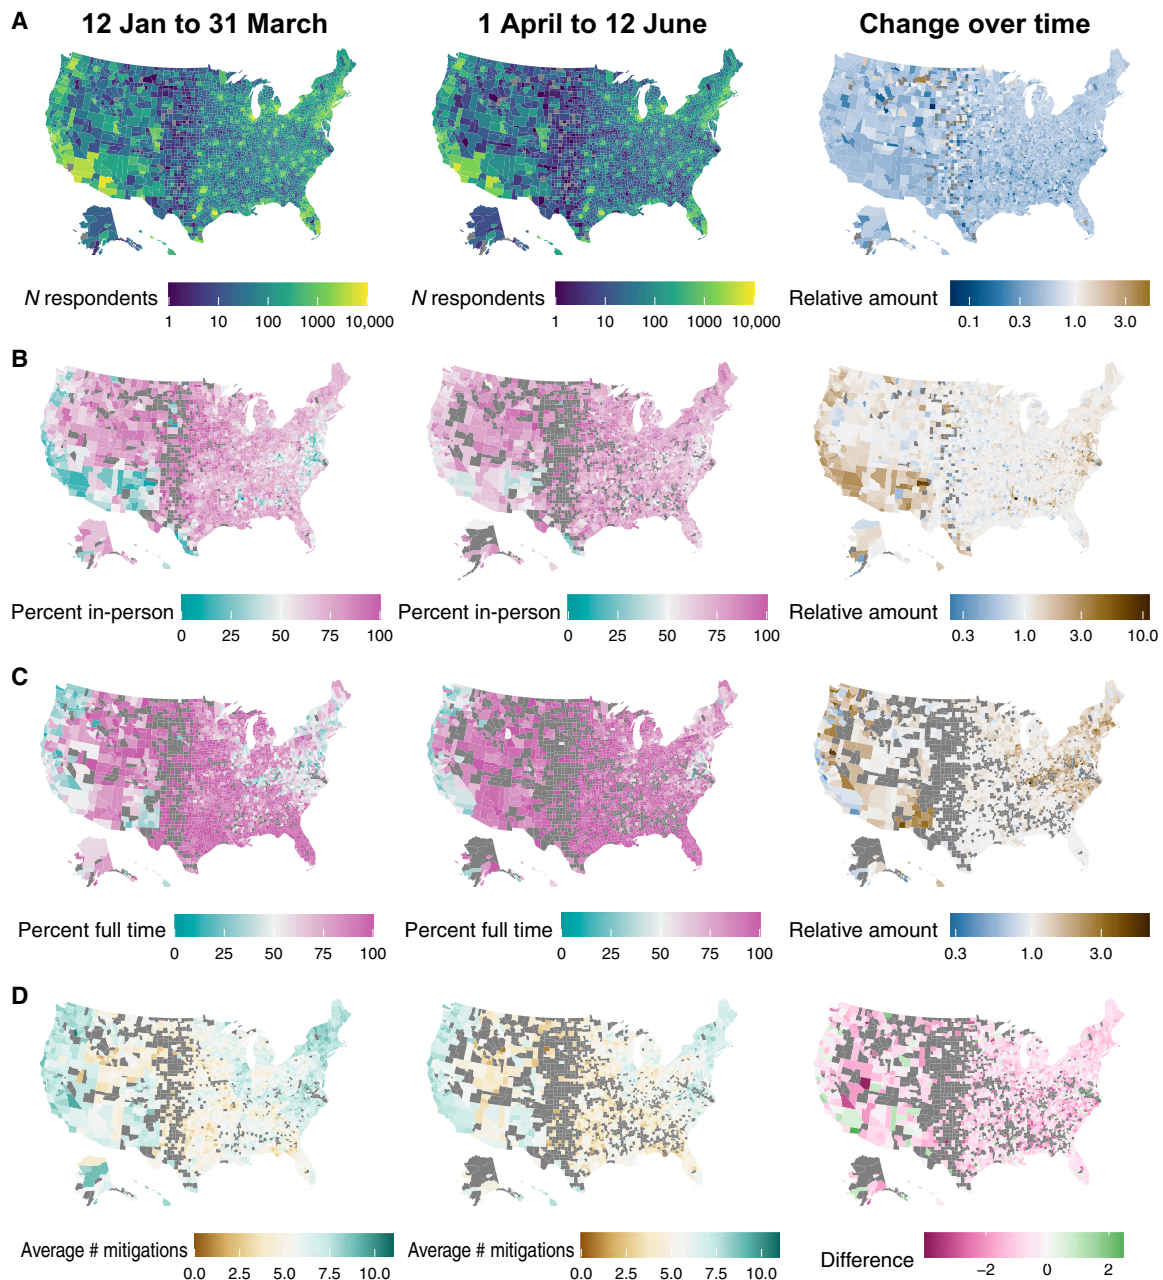 A
12 Jan to 31 March
1 April to 12 June
Change over time
N respondents
1 10 100 1000 10,000
N respondents
1 10 100 1000 10,000
Relative amount
0.1 0.3 1.0 3.0
B
Percent in-person
0 25 50 75 100
Percent in-person
0 25 50 75 100
Relative amount
0.3 1.0 3.0 10.0
C
Percent full time
0 25 50 75 100
Percent full time
0 25 50 75 100
Relative amount
0.3 1.0 3.0
D
Average # mitigations
0.0 2.5 5.0 7.5 10.0
Average # mitigations
0.0 2.5 5.0 7.5 10.0
Difference
−2 0 2